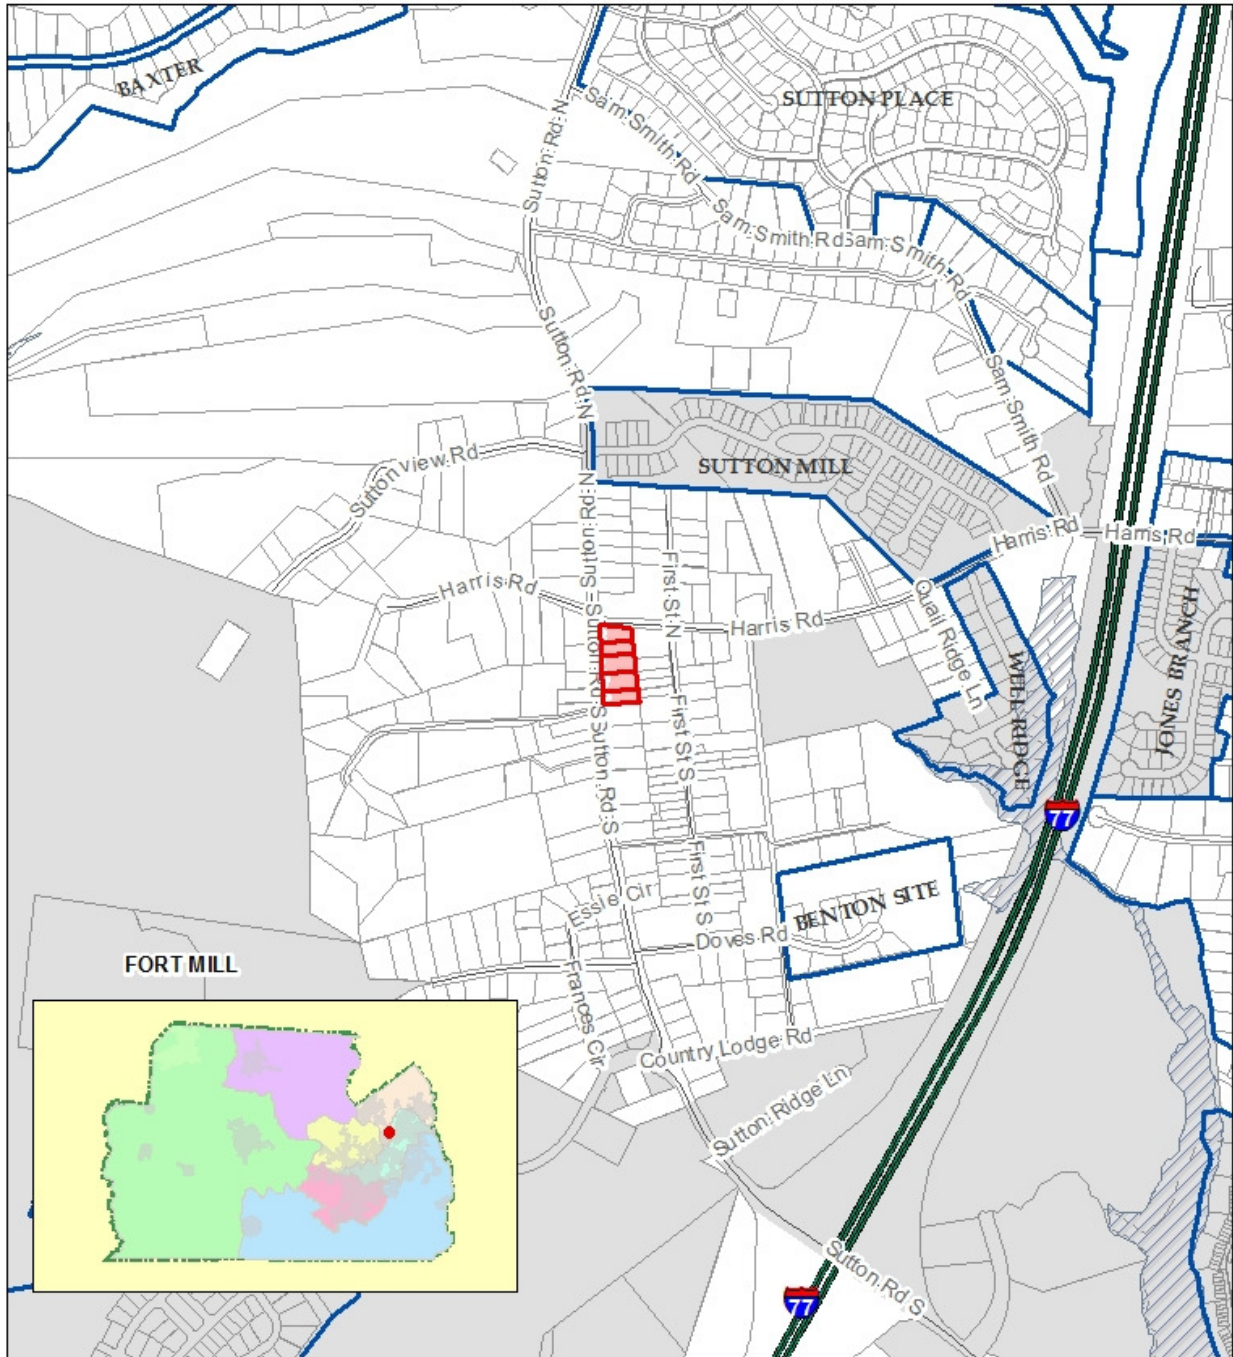 BAXTER
SUTTON PLACE
Sam Smith Rd
Sutton Rd N
Sam Smith Rd
Sam Smith Rd
Sutton Rd N
Sam Smith Rd
Sutton View Rd
SUTTON MILL
Sutton Rd N
Harris Rd
Harris Rd
First St N
Harris Rd
Harris Rd
Quail Ridge Ln
WELL RIDGE
JONES BRANCH
Sutton Rd S
First St S
Sutton Rd S
77
First St S
Essie Cir
BENTON SITE
Doves Rd
FORT MILL
Frances Cir
Country Lodge Rd
Sutton Ridge Ln
Sutton Rd S
77